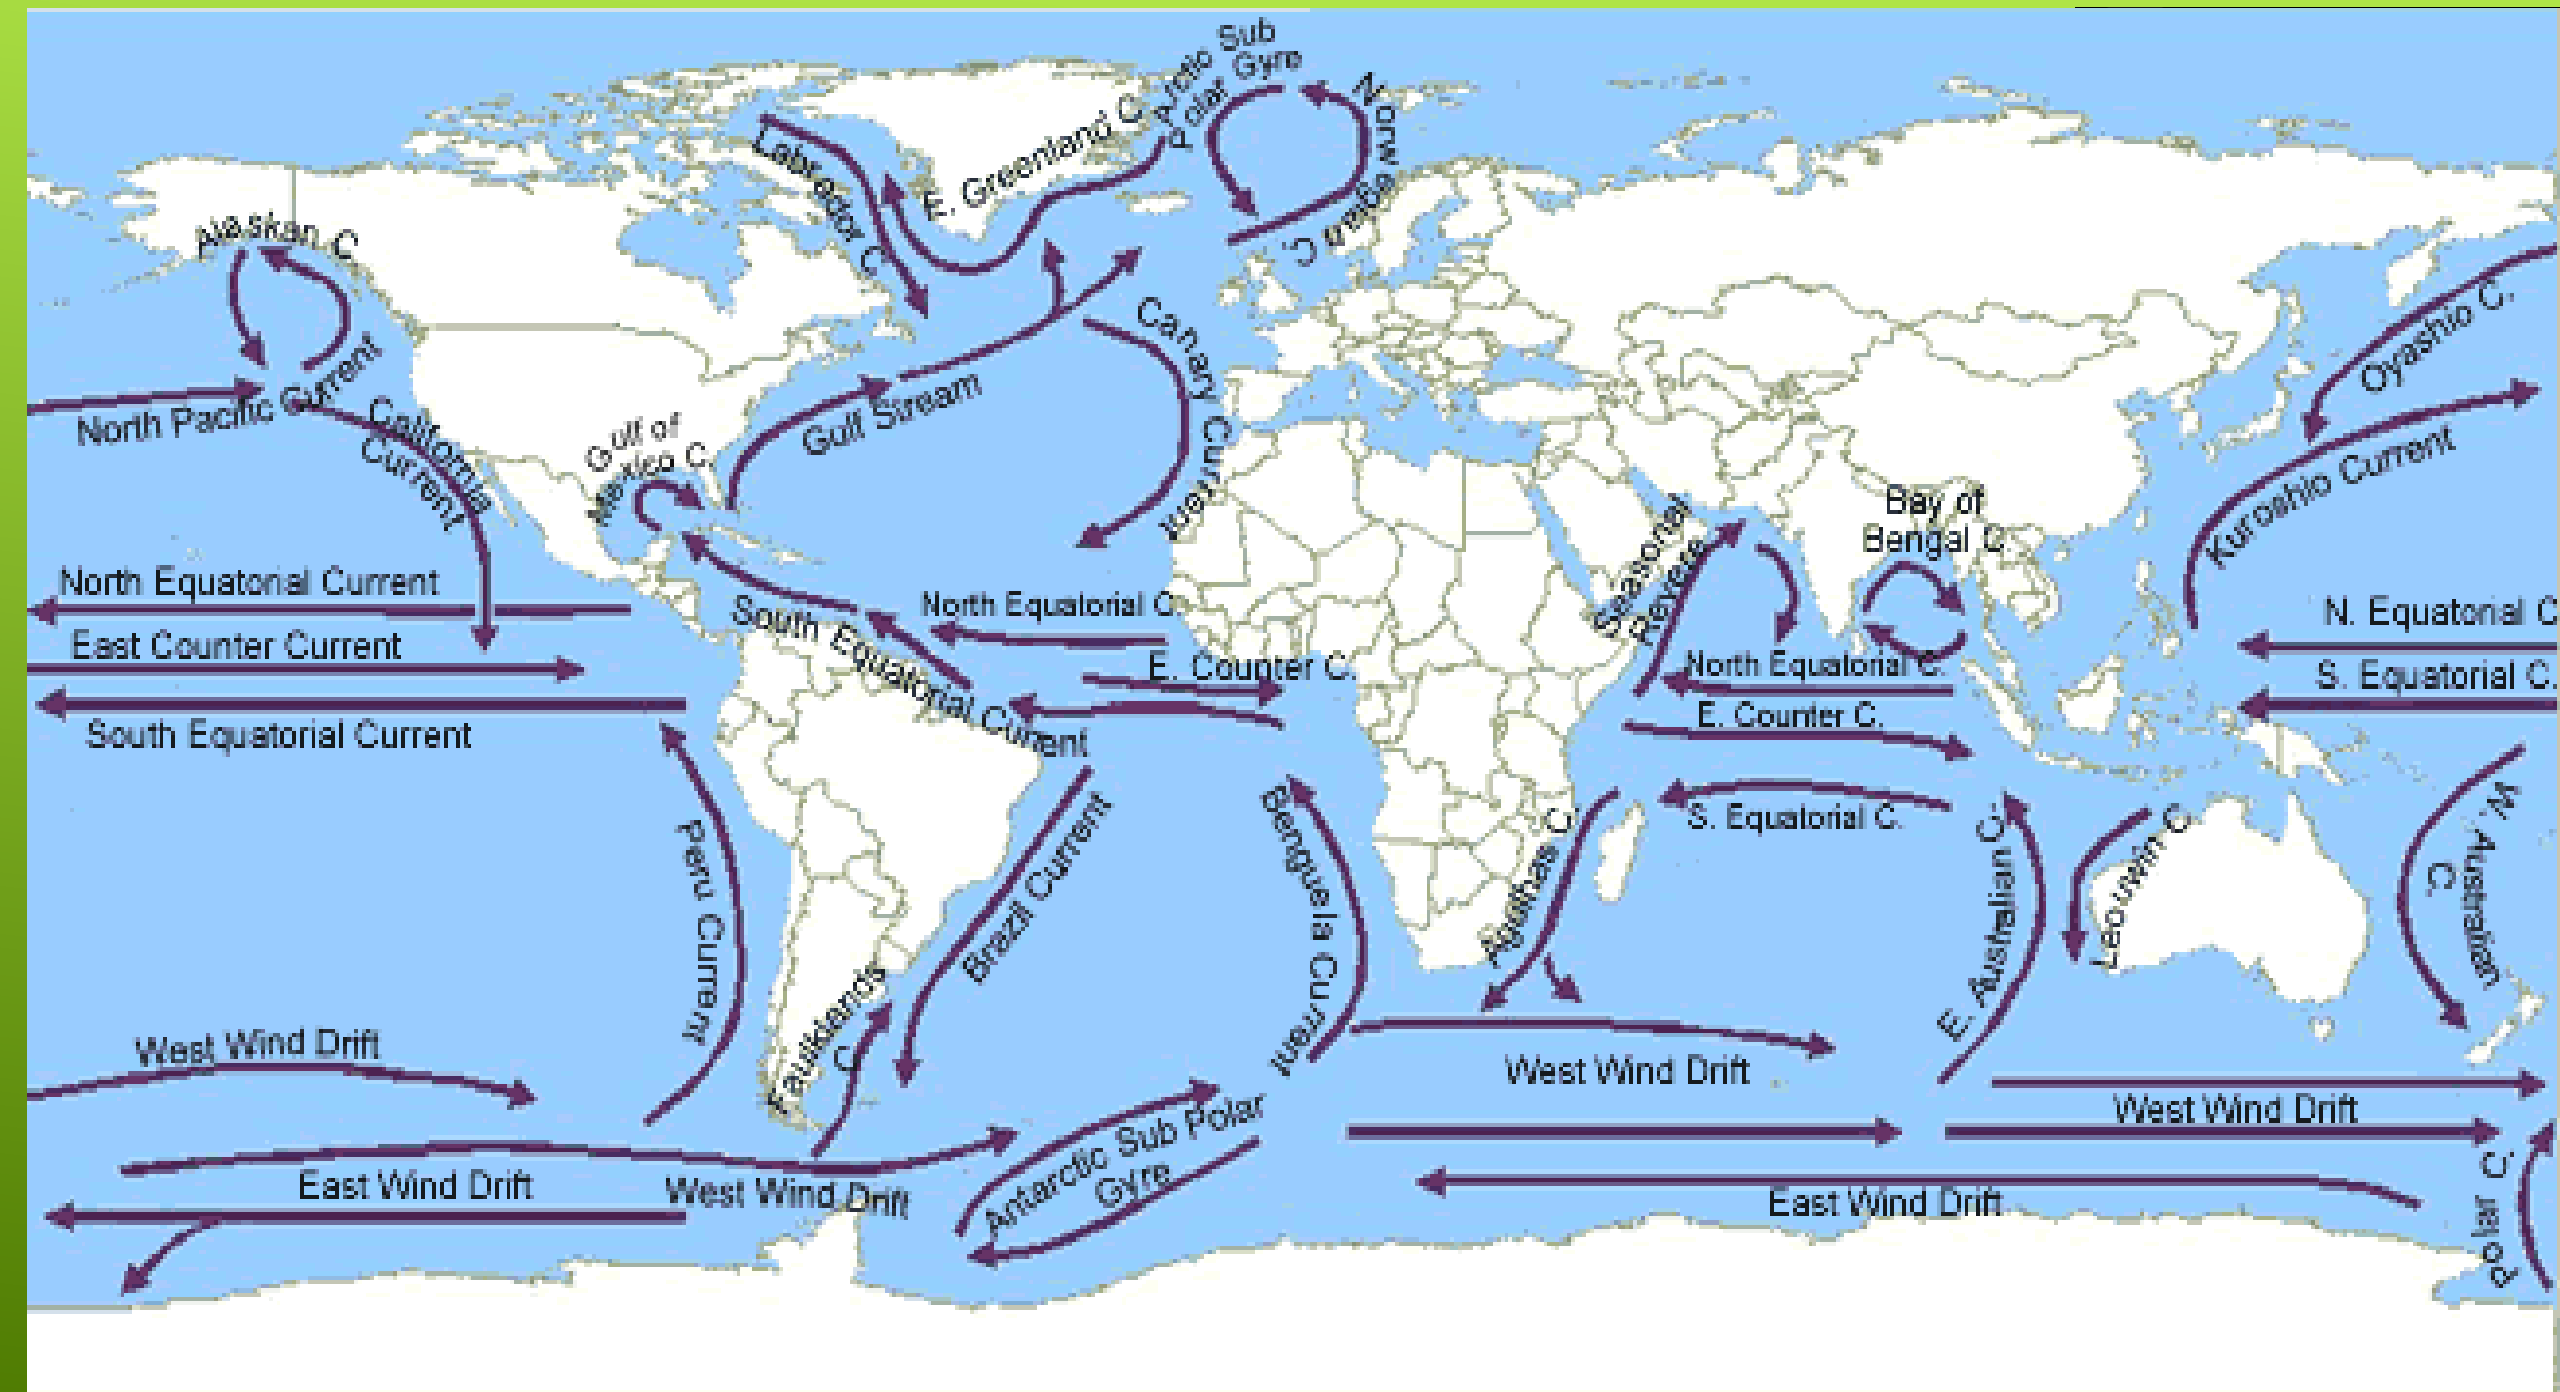 Arctic Sub
Polar Gyre
Norwegian C.
E. Greenland C.
Labrador C.
Alaskan C.
North Pacific Current
California
Current
Gulf of
Mexico C.
Gulf Stream
Canary Current
Oyashio C.
Kuroshio Current
Bay of
Bengal C.
Seasonal
Reverse
North Equatorial Current
East Counter Current
South Equatorial Current
North Equatorial C.
South Equatorial Current
E. Counter C.
North Equatorial C.
E. Counter C.
S. Equatorial C.
N. Equatorial C
S. Equatorial C.
Peru Current
Brazil Current
Benguela Current
Agulhas C.
E. Australian C.
Leouwin C.
W. Australian
C.
Faulklands
C.
West Wind Drift
West Wind Drift
West Wind Drift
East Wind Drift
West Wind Drift
Antarctic Sub Polar
Gyre
East Wind Drift
Polar C.